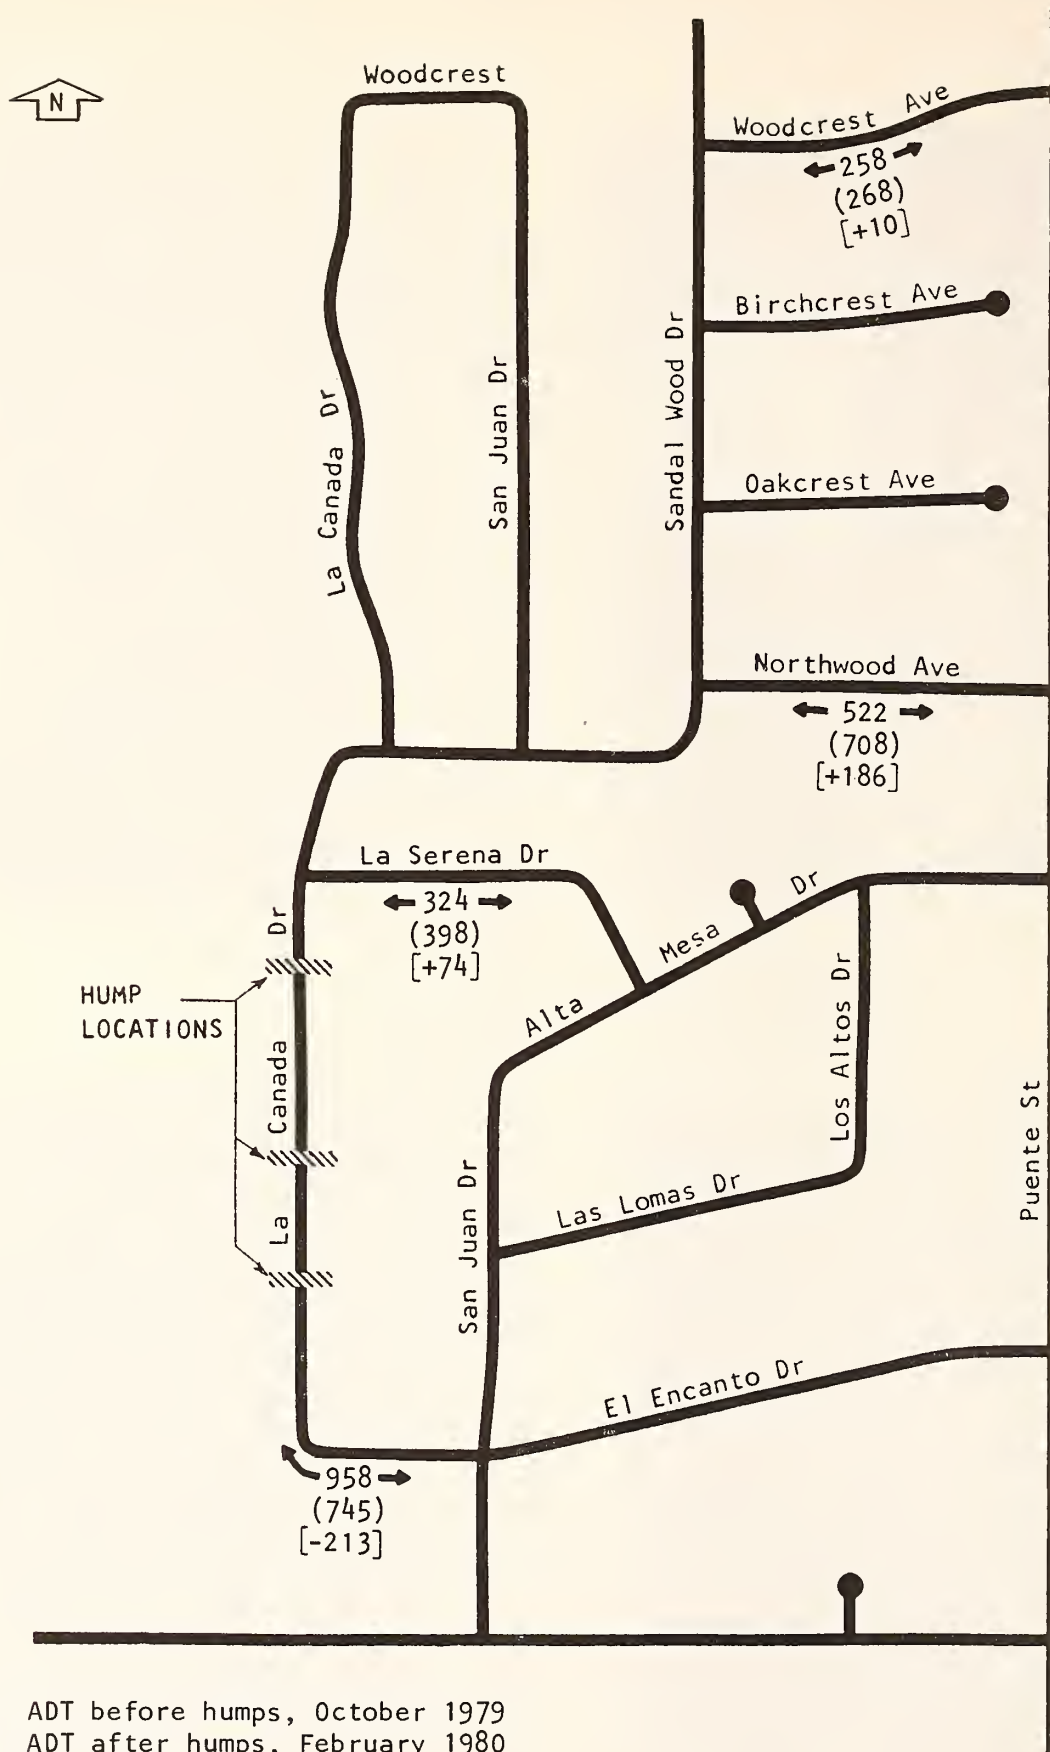 Woodcrest
N
Woodcrest Ave
258
(268)
[+10]
Birchcrest Ave
La Canada Dr
San Juan Dr
Sandal Wood Dr
Oakcrest Ave
Northwood Ave
522
(708)
[+186]
La Serena Dr
324
(398)
[+74]
Alta Mesa Dr
HUMP
LOCATIONS
La Canada Dr
Los Altos Dr
Puente St
San Juan Dr
Las Lomas Dr
El Encanto Dr
958
(745)
[-213]
ADT before humps, October 1979
ADT after humps, February 1980